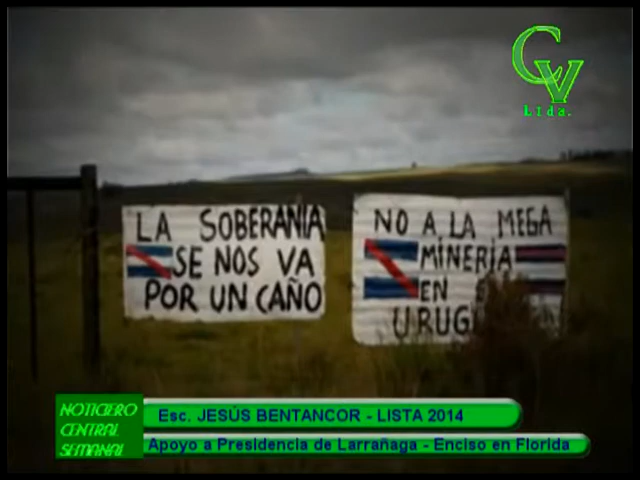 CV
Ltda.
LA SOBERANIA
SE NOS VA
POR UN CAÑO
NO A LA MEGA
MINERIA
EN
NOTICIERO
CENTRAL
SEMANAL
Esc. JESÚS BENTANCOR - LISTA 2014
Apoyo a Presidencia de Larrañaga - Enciso en Florida